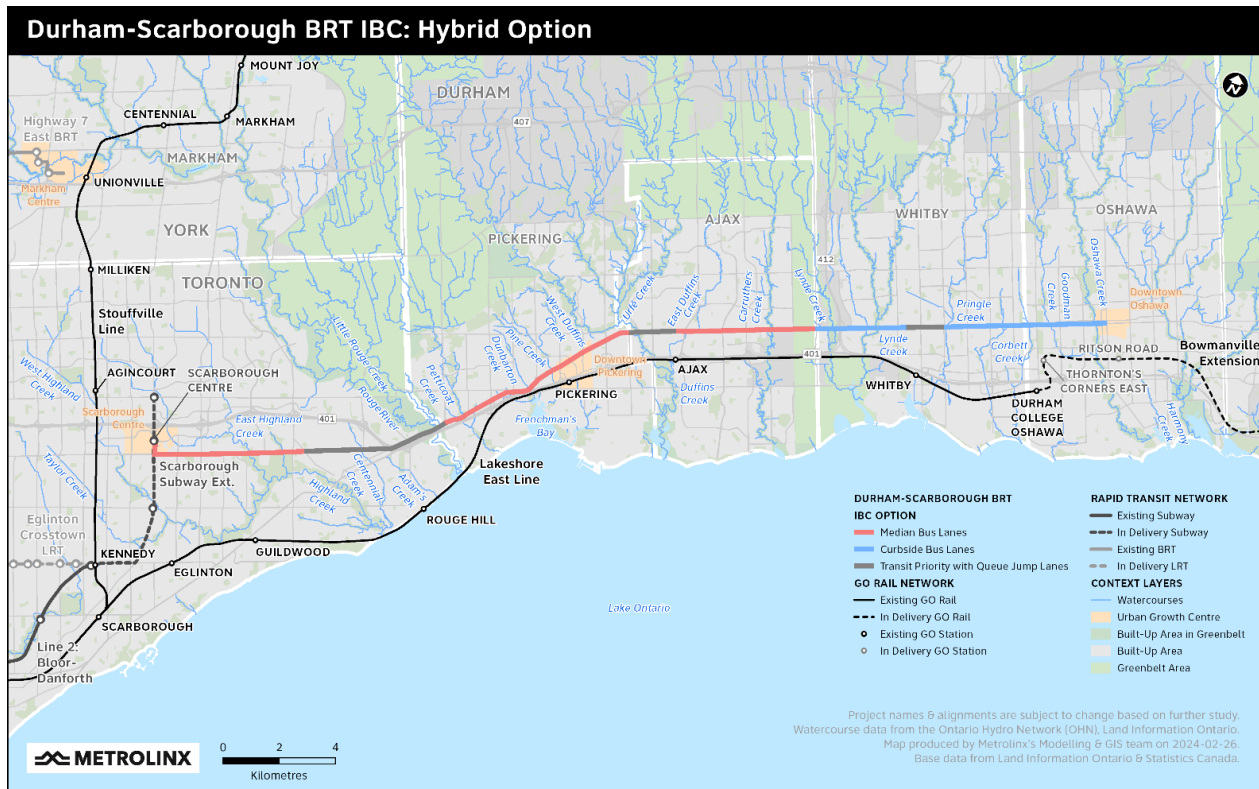 Durham-Scarborough BRT IBC: Hybrid Option
MOUNT JOY
CENTENNIAL
MARKHAM
Highway 7
East BRT
MARKHAM
UNIONVILLE
Markham
Centre
DURHAM
407
YORK
MILLIKEN
TORONTO
Stouffville
Line
PICKERING
AJAX
WHITBY
OSHAWA
412
Little Rouge Creek
Rouge River
Petticoat
Creek
Dunbarton
Creek
Pine Creek
West Duffins
Creek
Urfe Creek
East Duffins
Creek
Carruthers
Creek
Lynde Creek
Pringle
Creek
Goodman
Creek
Oshawa Creek
Downtown
Oshawa
West Highland
Creek
AGINCOURT
SCARBOROUGH
CENTRE
Scarborough
Centre
East Highland
Creek
401
Downtown
Pickering
PICKERING
AJAX
Duffins
Creek
401
Lynde
Creek
WHITBY
Corbett
Creek
RITSON ROAD
Bowmanville
Extension
THORNTON'S
CORNERS EAST
DURHAM
COLLEGE
OSHAWA
Harmony
Creek
Frenchman's
Bay
Taylor Creek
Scarborough
Subway Ext.
Highland
Creek
Centennial
Creek
Adam's
Creek
Lakeshore
East Line
ROUGE HILL
Eglinton
Crosstown
LRT
KENNEDY
GUILDWOOD
EGLINTON
SCARBOROUGH
Line 2:
Bloor-
Danforth
Lake Ontario
DURHAM-SCARBOROUGH BRT
IBC OPTION
Median Bus Lanes
Curbside Bus Lanes
Transit Priority with Queue Jump Lanes
GO RAIL NETWORK
Existing GO Rail
In Delivery GO Rail
Existing GO Station
In Delivery GO Station
RAPID TRANSIT NETWORK
Existing Subway
In Delivery Subway
Existing BRT
In Delivery LRT
CONTEXT LAYERS
Watercourses
Urban Growth Centre
Built-Up Area in Greenbelt
Built-Up Area
Greenbelt Area
Project names & alignments are subject to change based on further study.
Watercourse data from the Ontario Hydro Network (OHN), Land Information Ontario.
Map produced by Metrolinx's Modelling & GIS team on 2024-02-26.
Base data from Land Information Ontario & Statistics Canada.
METROLINX
0 2 4
Kilometres
N